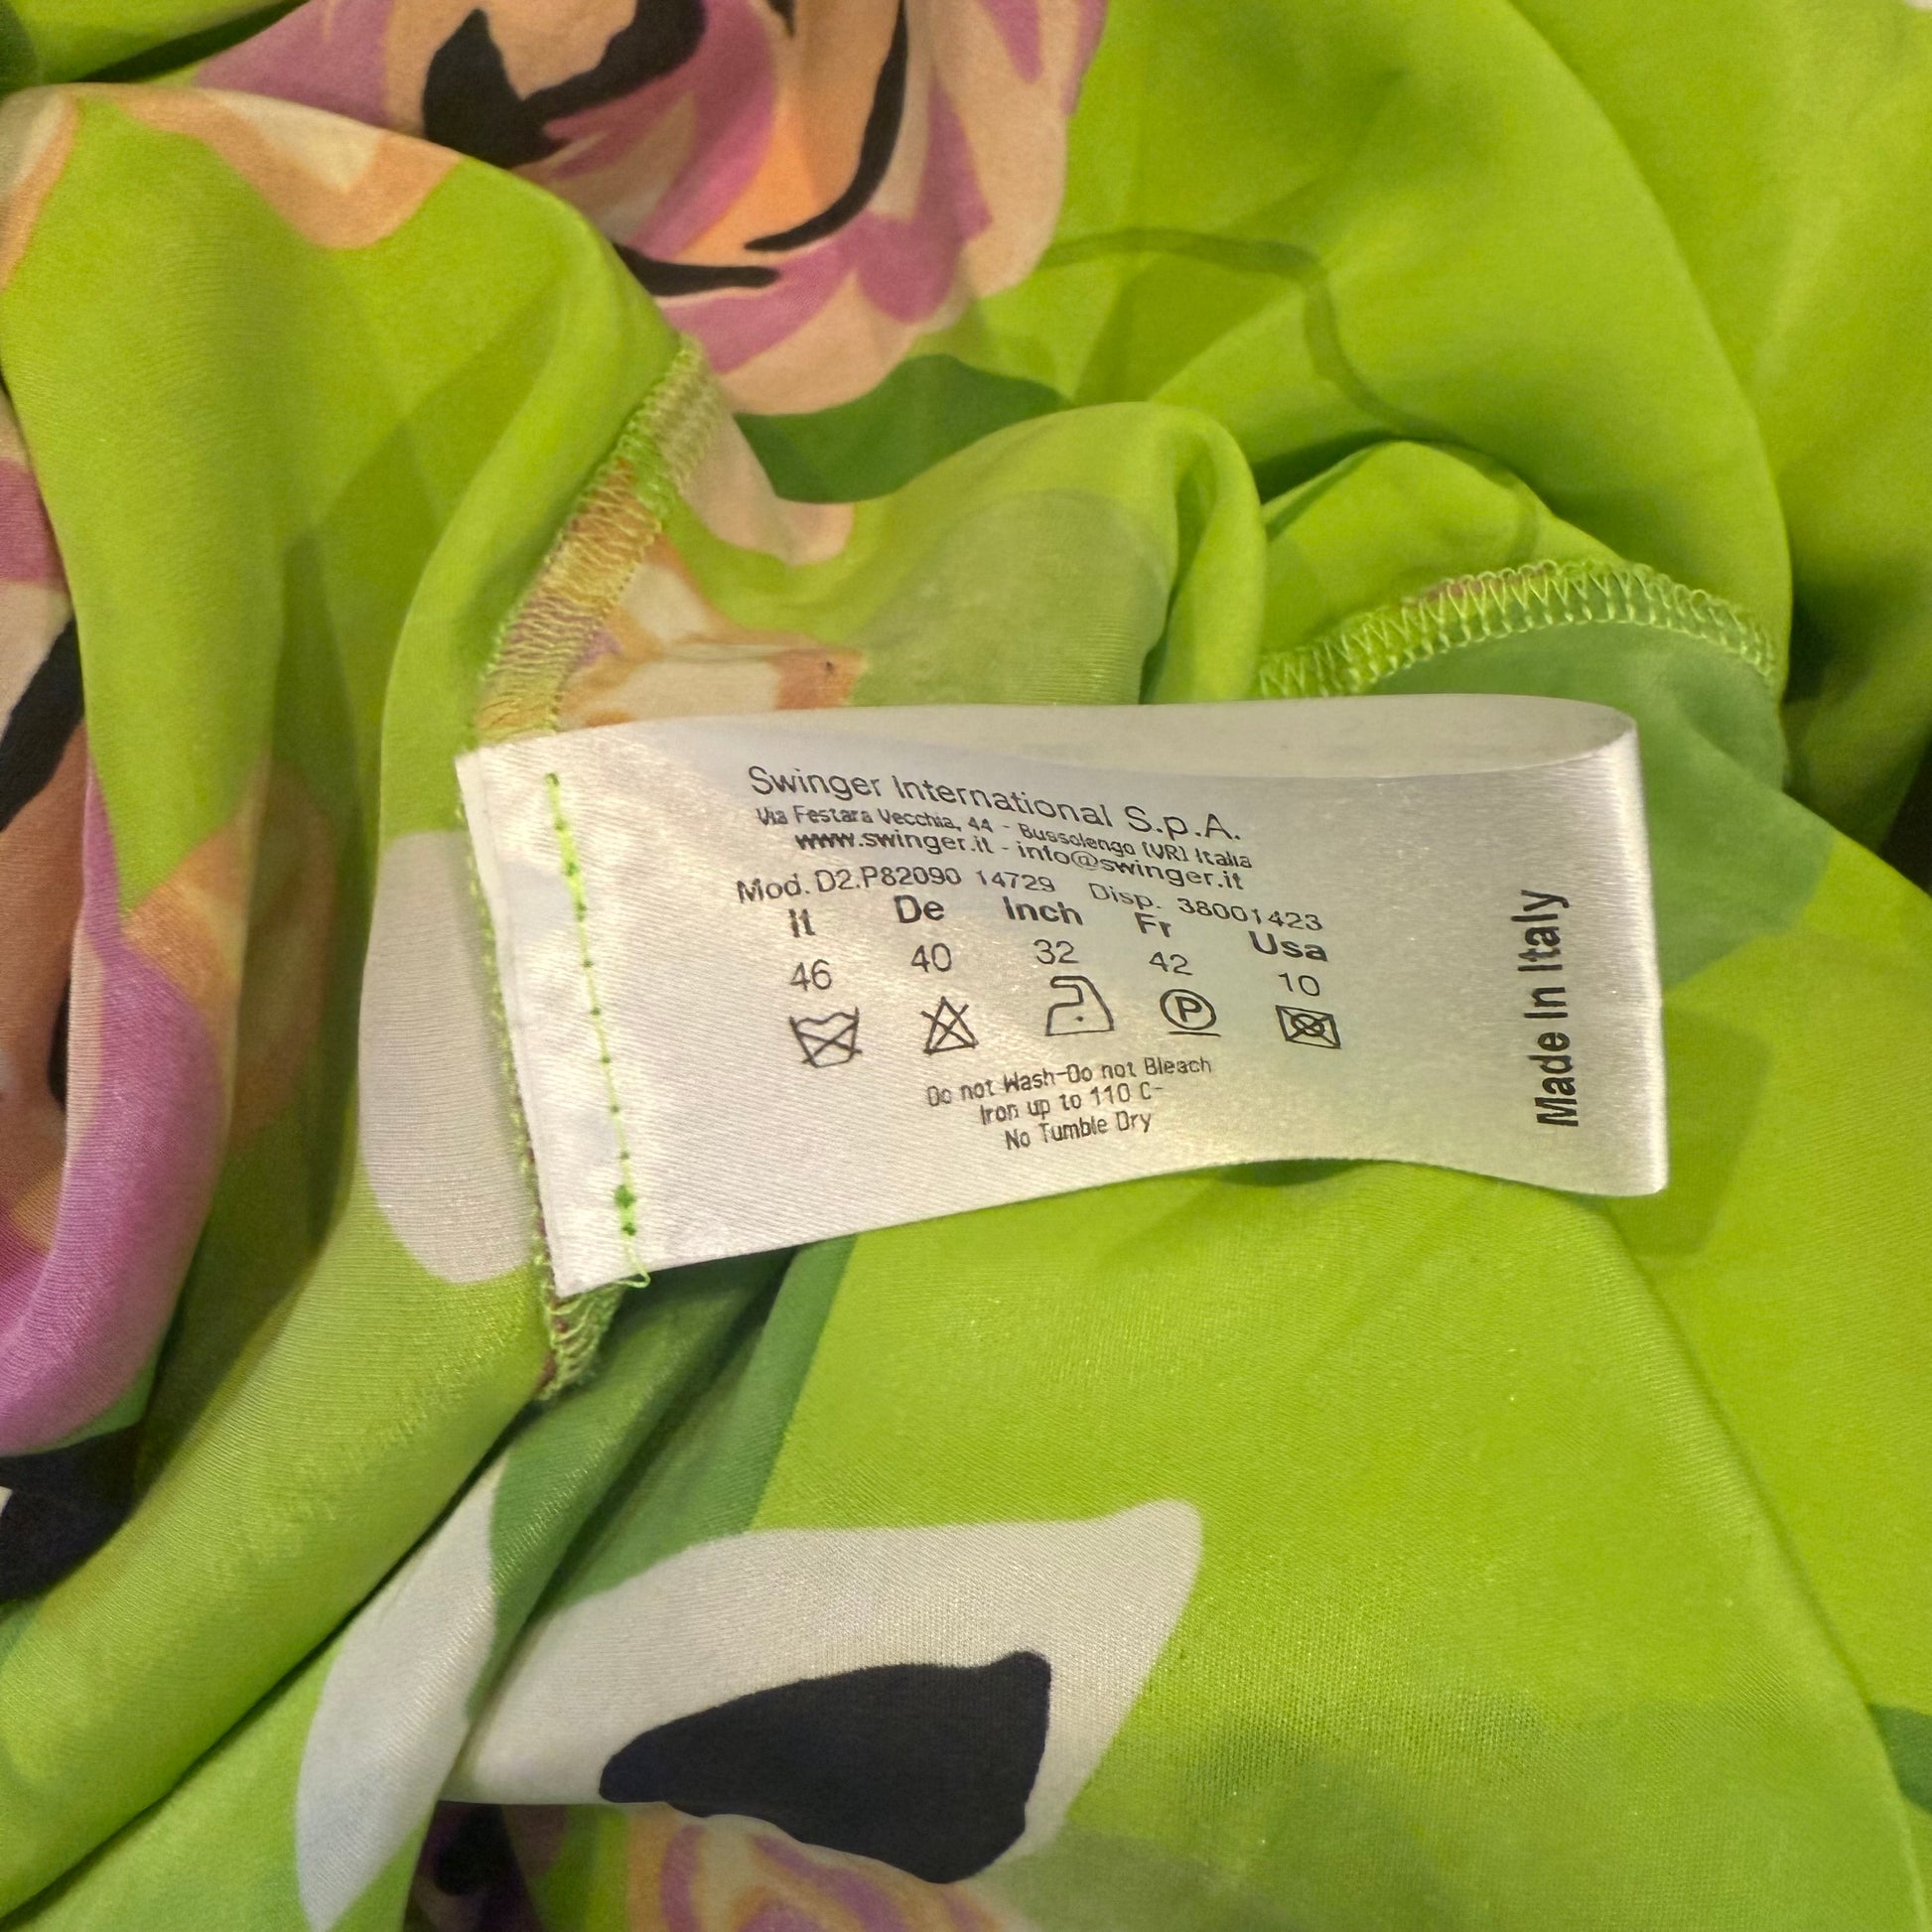 Swinger International S.p.A.
Via Festara Vecchia, 44 - Bussolengo (VR) Italia
www.swinger.it - info@swinger.it
Mod. D2.P82090 14729 Disp. 38001423
It De Inch Fr Usa
46 40 32 42 10
P
Do not Wash-Do not Bleach
Iron up to 110 C-
No Tumble Dry
Made In Italy